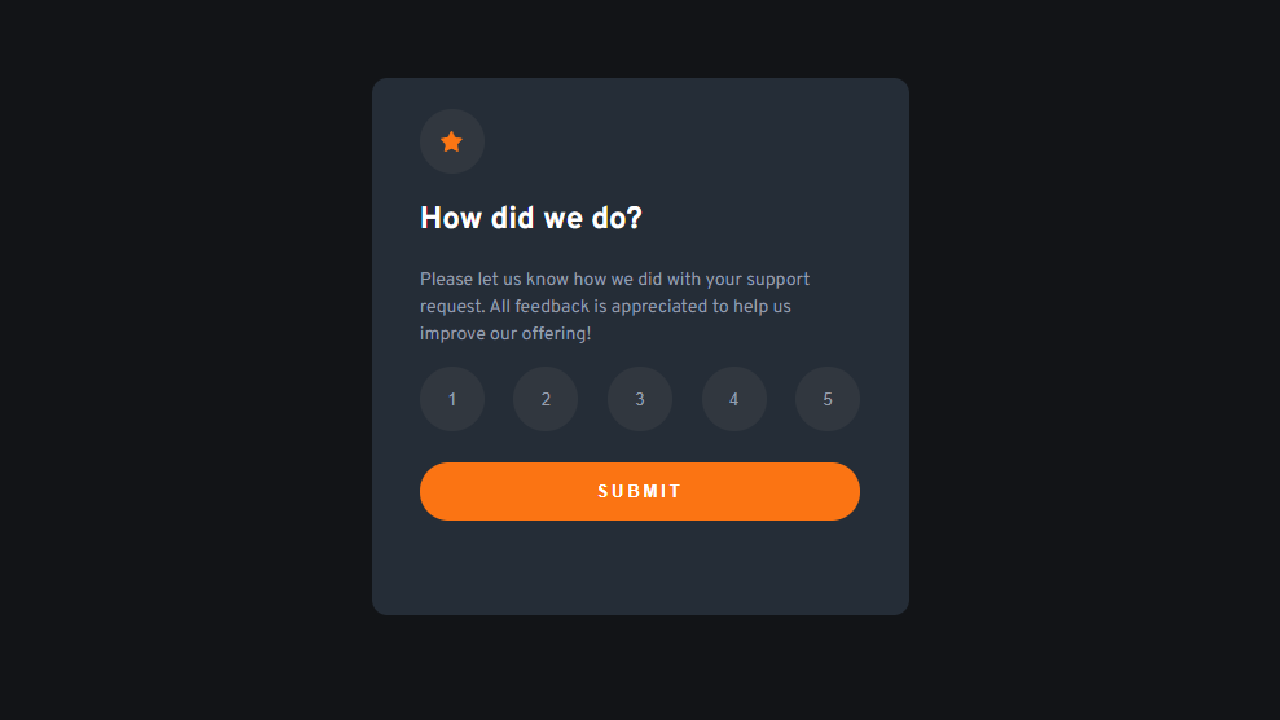 How did we do?
Please let us know how we did with your support
request. All feedback is appreciated to help us
improve our offering!
1 2 3 4 5
SUBMIT